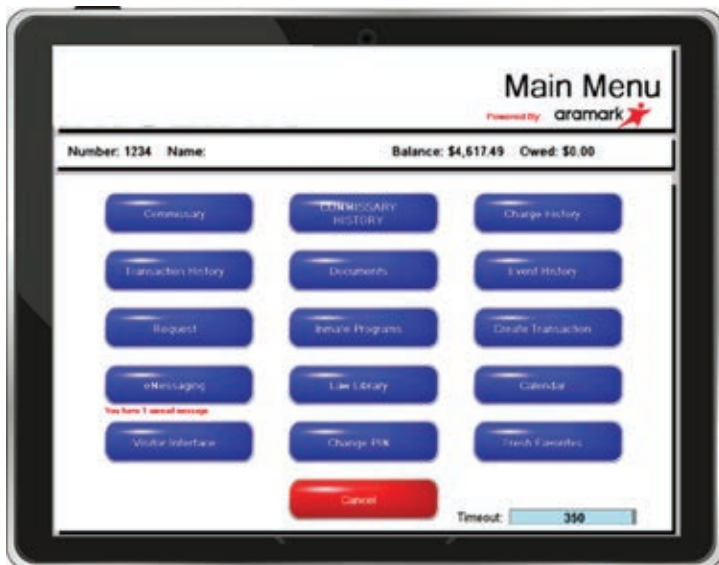 Main Menu
Powered By aramark
Number: 1234 Name: Balance: $4,617.49 Owed: $0.00
Commissary
COMMISSARY
HISTORY
Charge History
Transaction History
Documents
Event History
Request
Inmate Programs
Create Transaction
eMessaging
Law Library
Calendar
You have 1 unread message
Visitor Interface
Change PIN
Fresh Favorites
Cancel
Timeout: 350